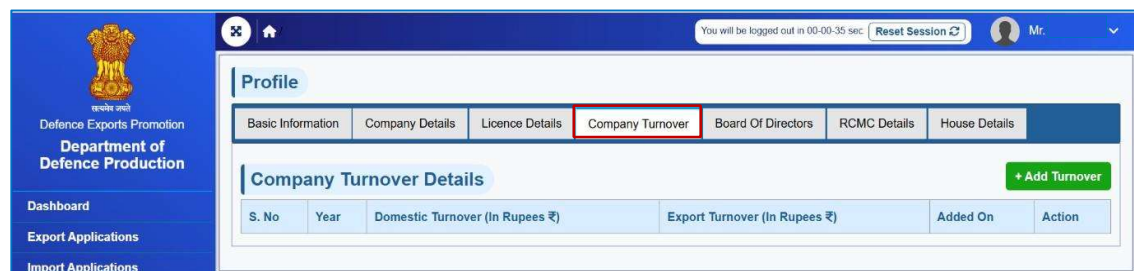 You will be logged out in 00-00-35 sec Reset Session
Mr.
सत्यमेव जयते
Defence Exports Promotion
Department of
Defence Production
Dashboard
Export Applications
Import Applications
Profile
Basic Information Company Details Licence Details Company Turnover Board Of Directors RCMC Details House Details
Company Turnover Details
+ Add Turnover
S. No Year Domestic Turnover (In Rupees ₹) Export Turnover (In Rupees ₹) Added On Action